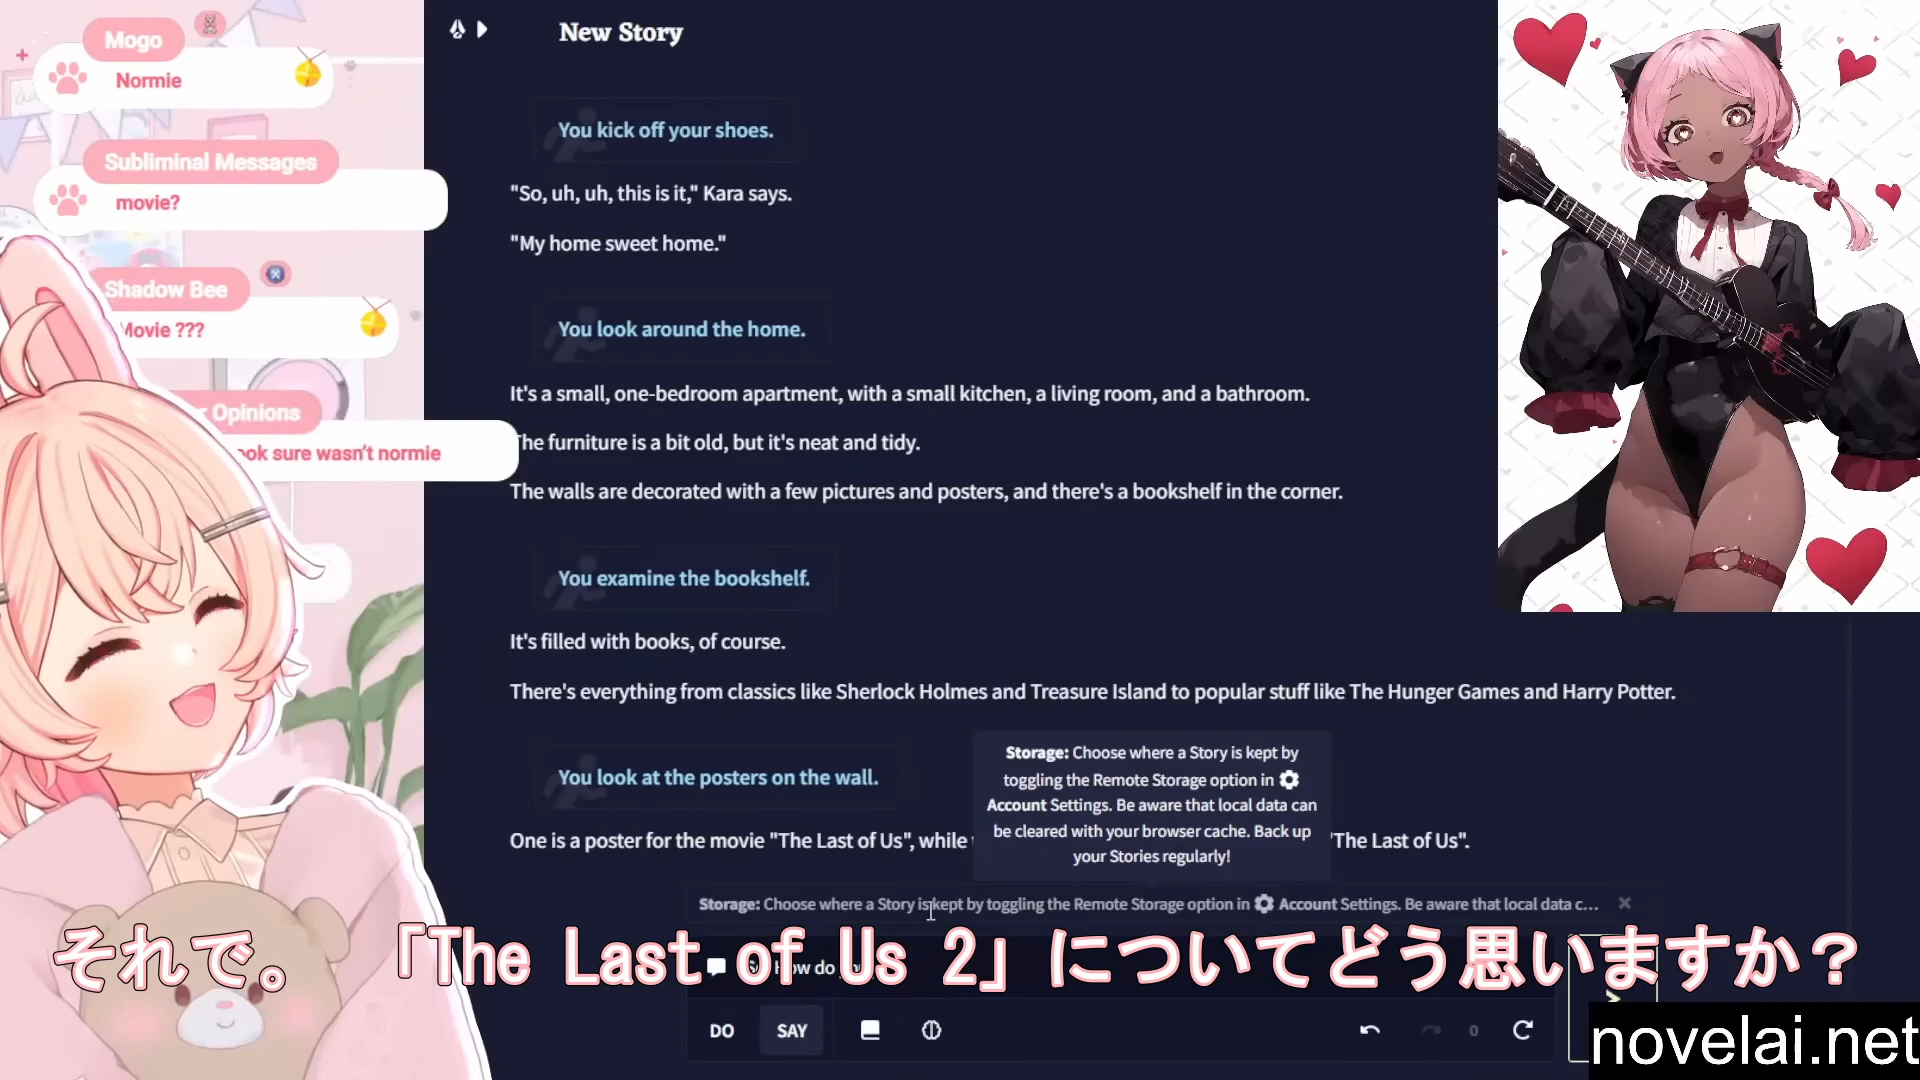 Mogo
Normie
Subliminal Messages
movie?
Shadow Bee
Movie ???
Opinions
sure wasn't normie
New Story
You kick off your shoes.
"So, uh, uh, this is it," Kara says.
"My home sweet home."
You look around the home.
It's a small, one-bedroom apartment, with a small kitchen, a living room, and a bathroom.
The furniture is a bit old, but it's neat and tidy.
The walls are decorated with a few pictures and posters, and there's a bookshelf in the corner.
You examine the bookshelf.
It's filled with books, of course.
There's everything from classics like Sherlock Holmes and Treasure Island to popular stuff like The Hunger Games and Harry Potter.
You look at the posters on the wall.
One is a poster for the movie "The Last of Us", while "The Last of Us".
Storage: Choose where a Story is kept by
toggling the Remote Storage option in
Account Settings. Be aware that local data can
be cleared with your browser cache. Back up
your Stories regularly!
Storage: Choose where a Story is kept by toggling the Remote Storage option in Account Settings. Be aware that local data c...
How do
それで。「The Last of Us 2」についてどう思いますか？
DO SAY 0
novelai.net